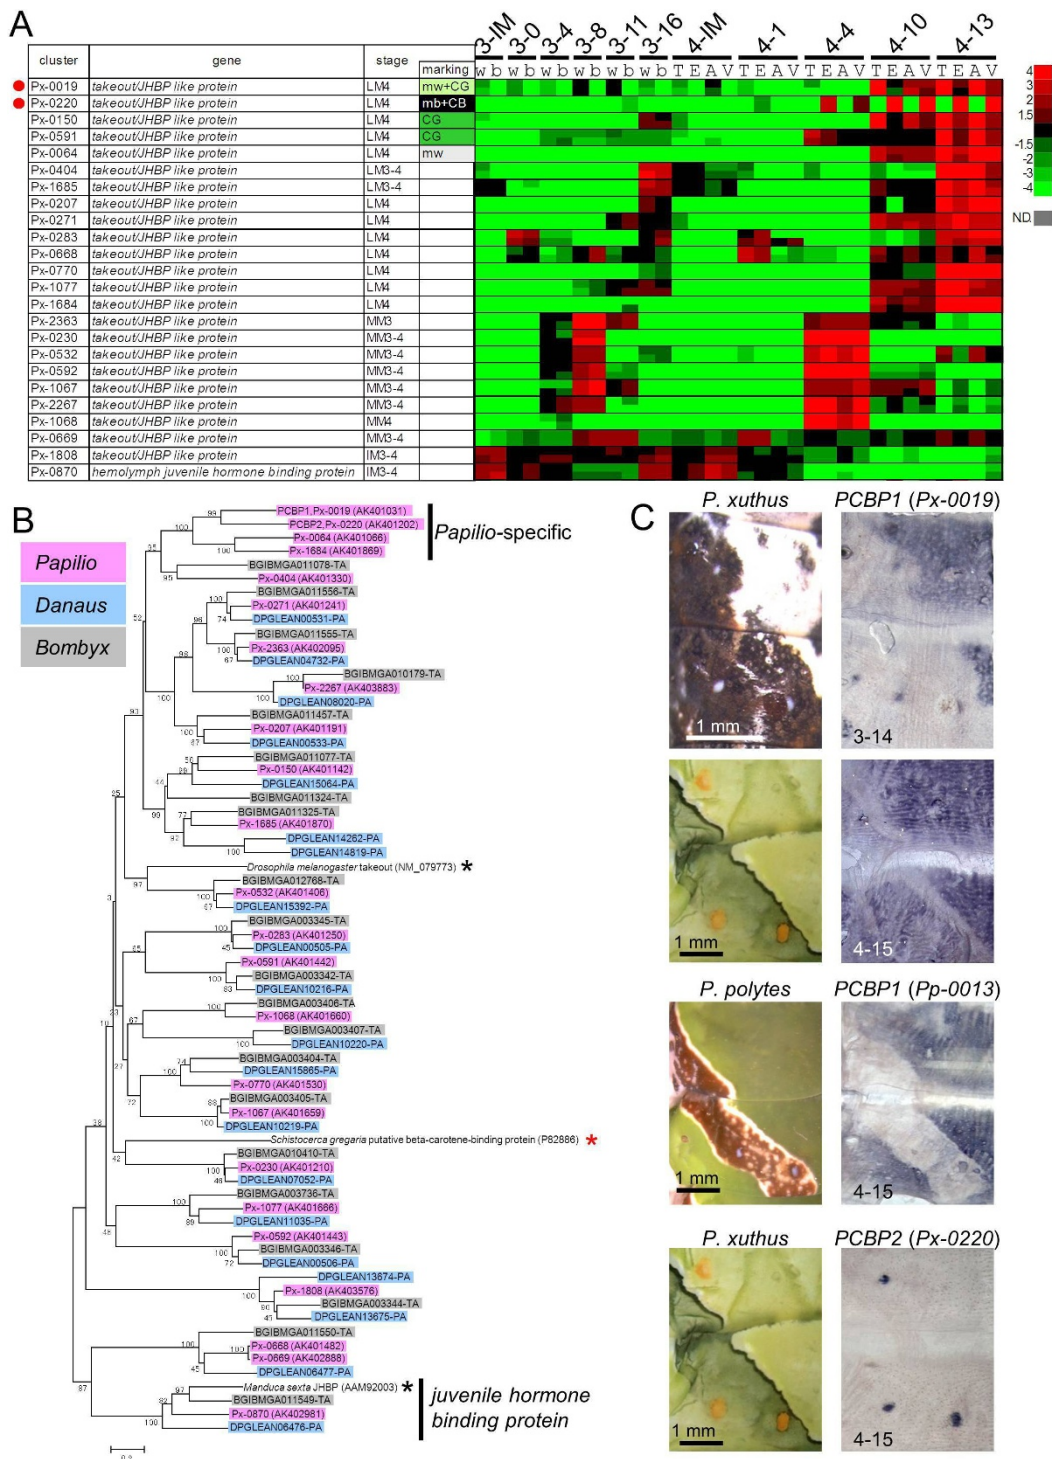 A
3-IM 3-0 3-4 3-8 3-11 3-16 4-IM 4-1 4-4 4-10 4-13
cluster gene stage marking
w b w b w b w b w b w b T E A V T E A V T E A V T E A V T E A V
Px-0019 takeout/JHBP like protein LM4 mw+CG
Px-0220 takeout/JHBP like protein LM4 mb+CB
Px-0150 takeout/JHBP like protein LM4 CG
Px-0591 takeout/JHBP like protein LM4 CG
Px-0064 takeout/JHBP like protein LM4 mw
Px-0404 takeout/JHBP like protein LM3-4
Px-1685 takeout/JHBP like protein LM3-4
Px-0207 takeout/JHBP like protein LM4
Px-0271 takeout/JHBP like protein LM4
Px-0283 takeout/JHBP like protein LM4
Px-0668 takeout/JHBP like protein LM4
Px-0770 takeout/JHBP like protein LM4
Px-1077 takeout/JHBP like protein LM4
Px-1684 takeout/JHBP like protein LM4
Px-2363 takeout/JHBP like protein MM3
Px-0230 takeout/JHBP like protein MM3-4
Px-0532 takeout/JHBP like protein MM3-4
Px-0592 takeout/JHBP like protein MM3-4
Px-1067 takeout/JHBP like protein MM3-4
Px-2267 takeout/JHBP like protein MM3-4
Px-1068 takeout/JHBP like protein MM4
Px-0669 takeout/JHBP like protein MM3-4
Px-1808 takeout/JHBP like protein IM3-4
Px-0870 hemolymph juvenile hormone binding protein IM3-4
4
3
2
1.5
-1.5
-2
-3
-4
N.D.
B
Papilio
Danaus
Bombyx
PCBP1,Px-0019 (AK401031)
PCBP2,Px-0220 (AK401202)
Px-0064 (AK401066)
Px-1684 (AK401869)
Papilio-specific
BGIBMGA011078-TA
Px-0404 (AK401330)
BGIBMGA011556-TA
Px-0271 (AK401241)
DPGLEAN00531-PA
BGIBMGA011555-TA
Px-2363 (AK402095)
DPGLEAN04732-PA
BGIBMGA010179-TA
Px-2267 (AK403883)
DPGLEAN08020-PA
BGIBMGA011457-TA
Px-0207 (AK401191)
DPGLEAN00533-PA
BGIBMGA011077-TA
Px-0150 (AK401142)
DPGLEAN15064-PA
BGIBMGA011324-TA
BGIBMGA011325-TA
Px-1685 (AK401870)
DPGLEAN14262-PA
DPGLEAN14819-PA
Drosophila melanogaster takeout (NM_079773) *
BGIBMGA012768-TA
Px-0532 (AK401406)
DPGLEAN15392-PA
BGIBMGA003345-TA
Px-0283 (AK401250)
DPGLEAN00505-PA
Px-0591 (AK401442)
BGIBMGA003342-TA
DPGLEAN10216-PA
BGIBMGA003406-TA
Px-1068 (AK401660)
BGIBMGA003407-TA
DPGLEAN10220-PA
BGIBMGA003404-TA
DPGLEAN15865-PA
Px-0770 (AK401530)
BGIBMGA003405-TA
Px-1067 (AK401659)
DPGLEAN10219-PA
Schistocerca gregaria putative beta-carotene-binding protein (P82886) *
BGIBMGA010410-TA
Px-0230 (AK401210)
DPGLEAN07052-PA
BGIBMGA003736-TA
Px-1077 (AK401666)
DPGLEAN11035-PA
Px-0592 (AK401443)
BGIBMGA003346-TA
DPGLEAN00506-PA
DPGLEAN13674-PA
Px-1808 (AK403576)
BGIBMGA003344-TA
DPGLEAN13675-PA
BGIBMGA011550-TA
Px-0668 (AK401482)
Px-0669 (AK402888)
DPGLEAN06477-PA
Manduca sexta JHBP (AAM92003) *
BGIBMGA011549-TA
Px-0870 (AK402981)
DPGLEAN06476-PA
juvenile hormone
binding protein
C
P. xuthus PCBP1 (Px-0019)
1 mm
3-14
1 mm
4-15
P. polytes PCBP1 (Pp-0013)
1 mm
4-15
P. xuthus PCBP2 (Px-0220)
1 mm
4-15